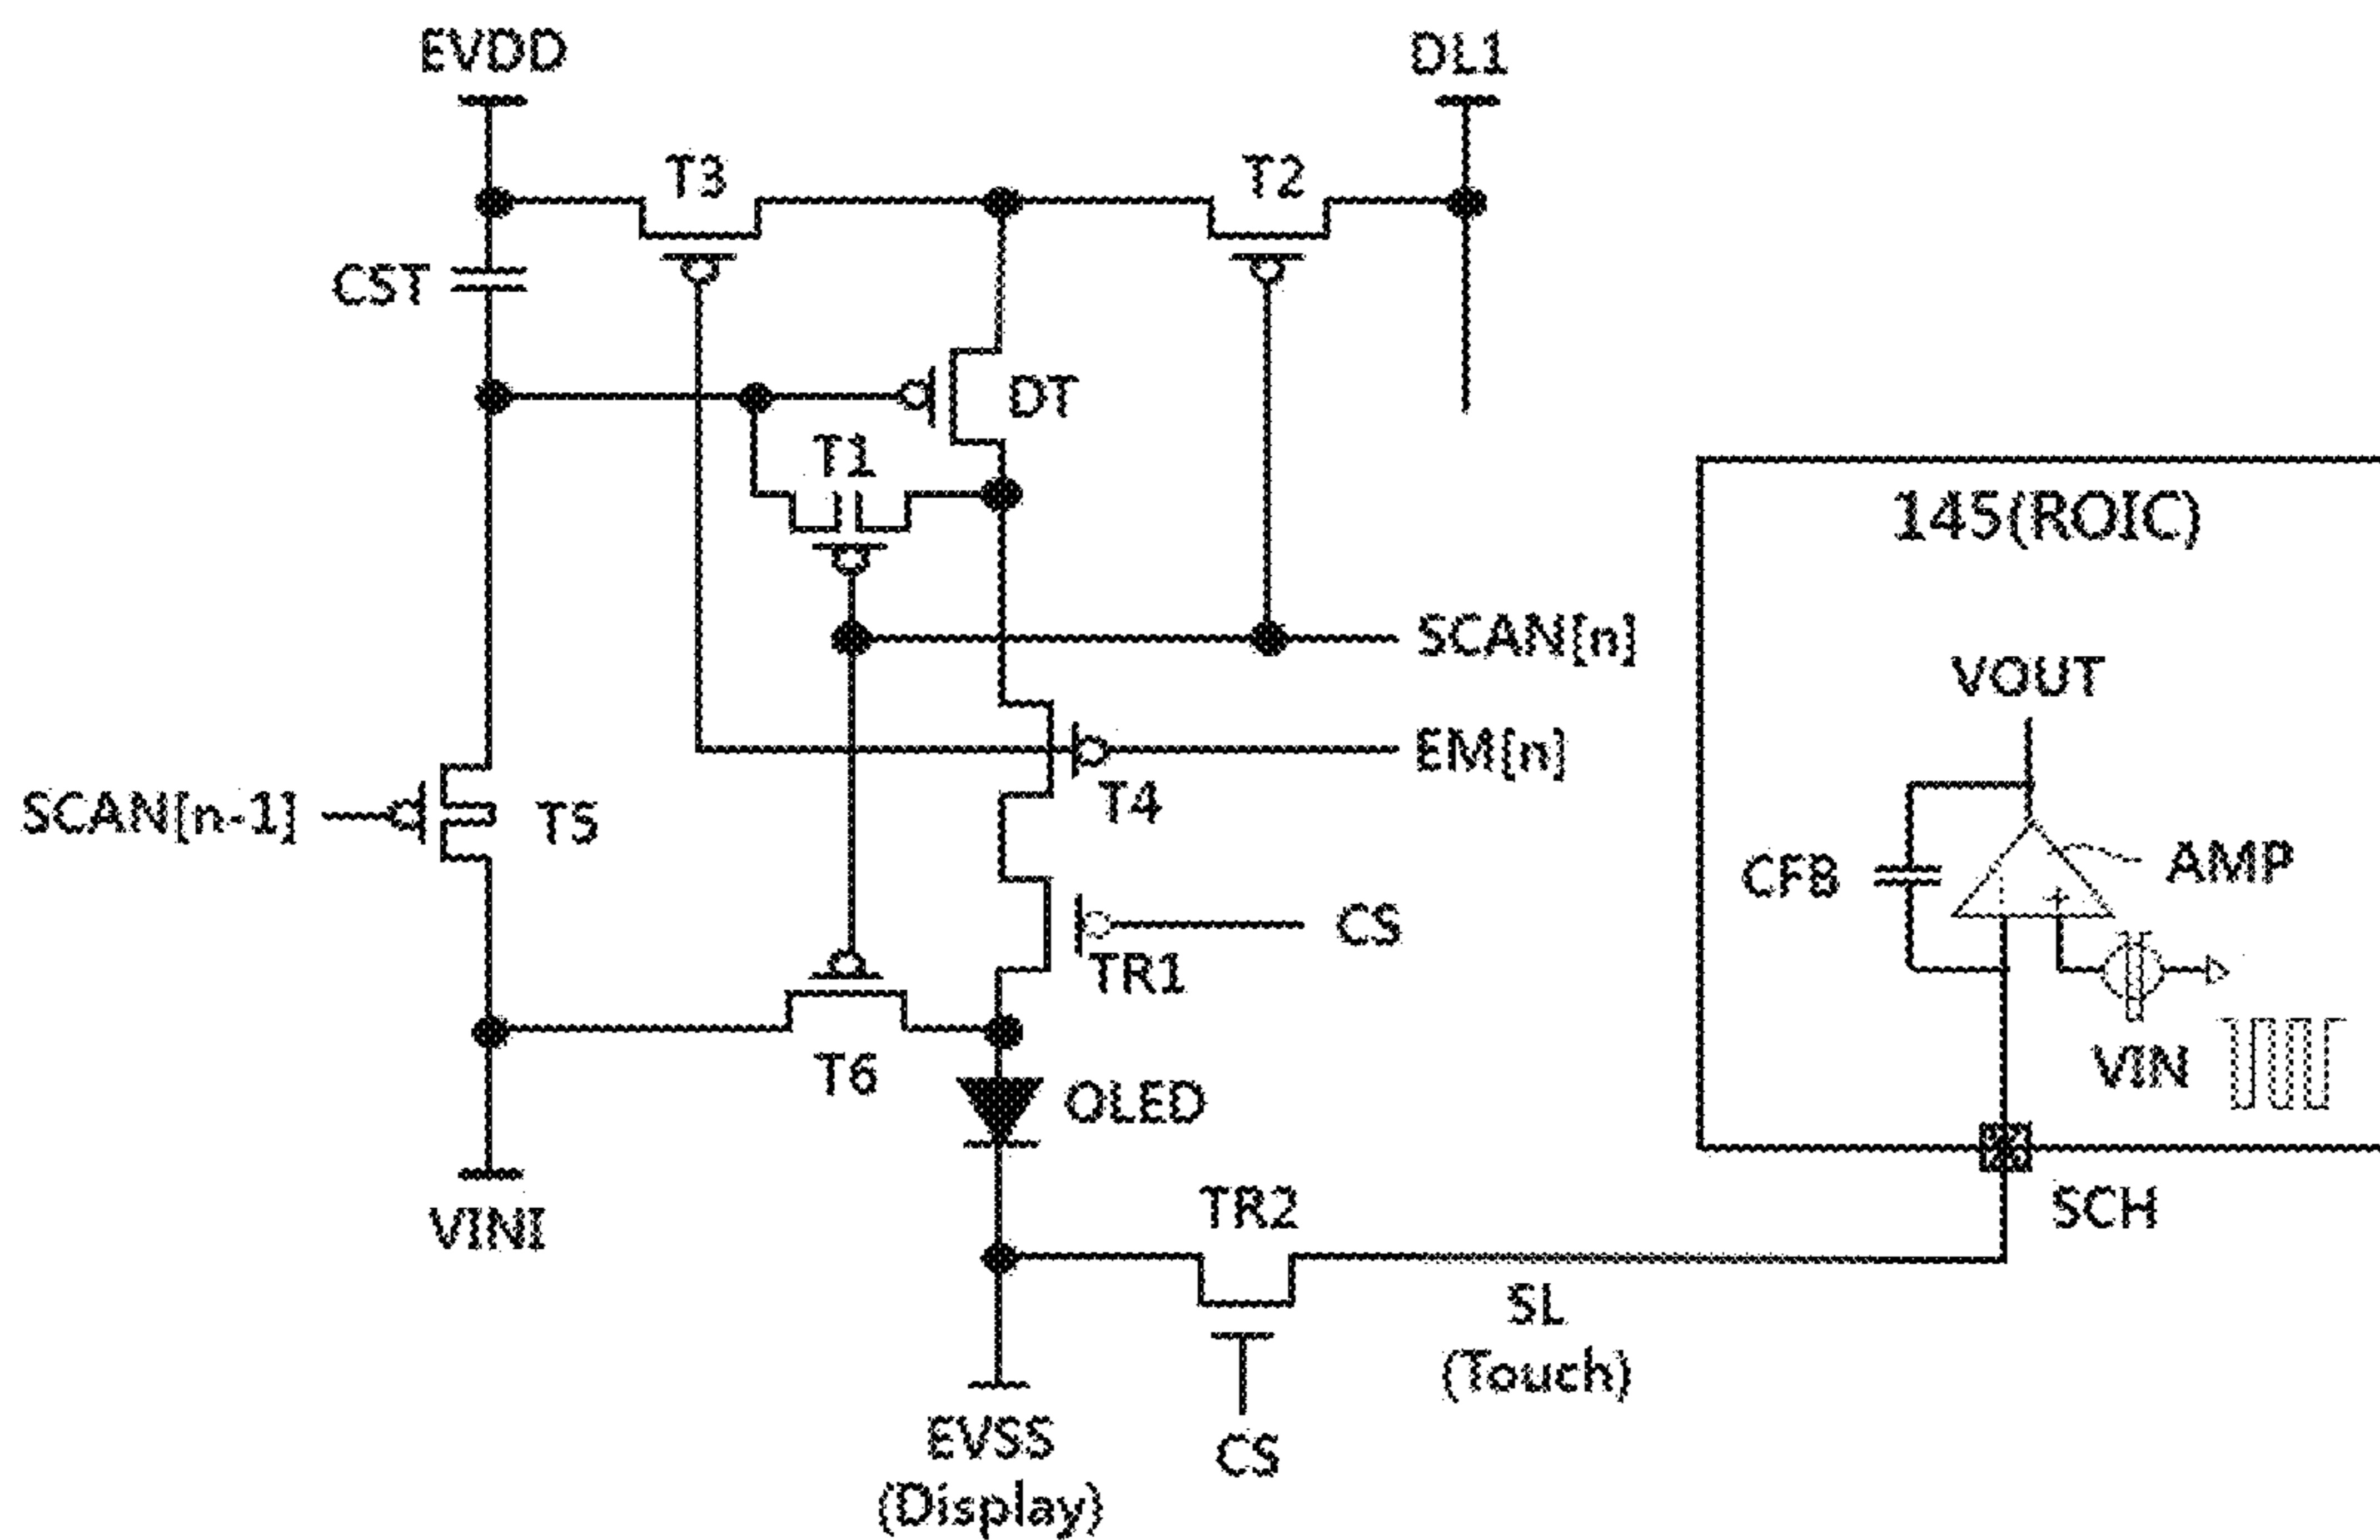 EVDD
DL1
T3
T2
CST
DT
T1
145(ROIC)
SCAN[n]
VOUT
EM[n]
T4
SCAN[n-1]
T5
CFB
AMP
CS
TR1
T6
OLED
VIN
VINI
TR2
SCH
SL
(Touch)
EVSS
(Display)
CS